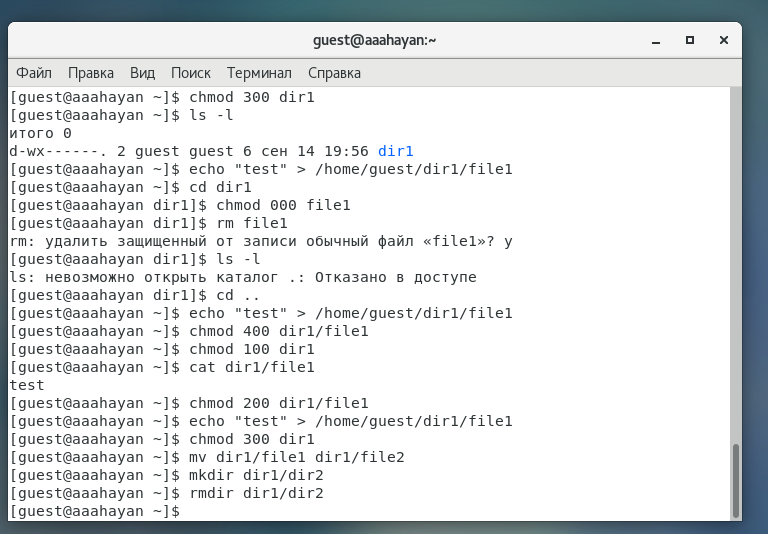 guest@aaahayan:~
Файл Правка Вид Поиск Терминал Справка
[guest@aaahayan ~]$ chmod 300 dir1
[guest@aaahayan ~]$ ls -l
итого 0
d-wx------. 2 guest guest 6 сен 14 19:56 dir1
[guest@aaahayan ~]$ echo "test" > /home/guest/dir1/file1
[guest@aaahayan ~]$ cd dir1
[guest@aaahayan dir1]$ chmod 000 file1
[guest@aaahayan dir1]$ rm file1
rm: удалить защищенный от записи обычный файл «file1»? y
[guest@aaahayan dir1]$ ls -l
ls: невозможно открыть каталог .: Отказано в доступе
[guest@aaahayan dir1]$ cd ..
[guest@aaahayan ~]$ echo "test" > /home/guest/dir1/file1
[guest@aaahayan ~]$ chmod 400 dir1/file1
[guest@aaahayan ~]$ chmod 100 dir1
[guest@aaahayan ~]$ cat dir1/file1
test
[guest@aaahayan ~]$ chmod 200 dir1/file1
[guest@aaahayan ~]$ echo "test" > /home/guest/dir1/file1
[guest@aaahayan ~]$ chmod 300 dir1
[guest@aaahayan ~]$ mv dir1/file1 dir1/file2
[guest@aaahayan ~]$ mkdir dir1/dir2
[guest@aaahayan ~]$ rmdir dir1/dir2
[guest@aaahayan ~]$